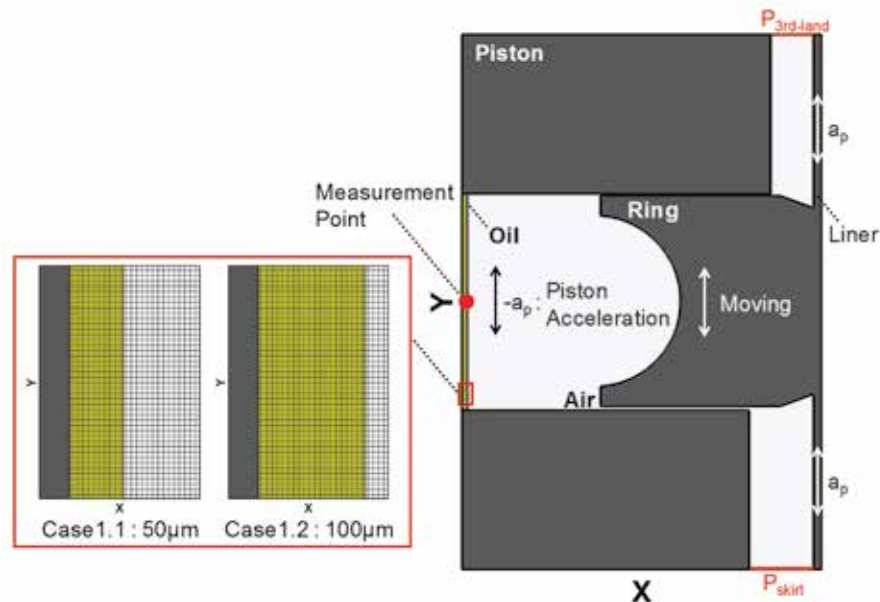 P3rd-land
Piston
ap
Measurement
Point
Ring
Liner
Oil
Y
-ap: Piston
Acceleration
Moving
Air
Y
Y
ap
X
X
Case1.1 : 50μm
Case1.2 : 100μm
X
Pskirt